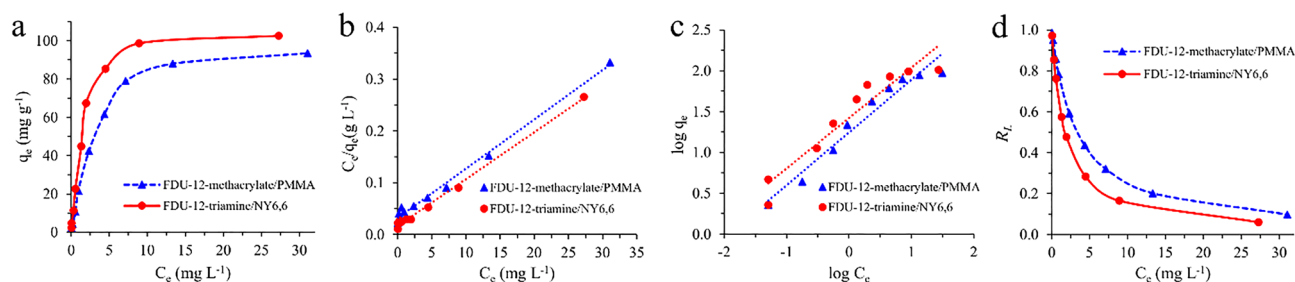 a
q_e (mg g⁻¹)
120
100
80
60
40
20
0
FDU-12-methacrylate/PMMA
FDU-12-triamine/NY6,6
0 5 10 15 20 25 30
C_e (mg L⁻¹)
b
C_e/q_e(g L⁻¹)
0.4
0.3
0.2
0.1
0.0
FDU-12-methacrylate/PMMA
FDU-12-triamine/NY6,6
0 5 10 15 20 25 30 35
C_e (mg L⁻¹)
c
log q_e
2.5
2.0
1.5
1.0
0.5
0.0
FDU-12-methacrylate/PMMA
FDU-12-triamine/NY6,6
-2 -1 0 1 2
log C_e
d
R_L
1.0
0.8
0.6
0.4
0.2
0.0
FDU-12-methacrylate/PMMA
FDU-12-triamine/NY6,6
0 5 10 15 20 25 30
C_e (mg L⁻¹)